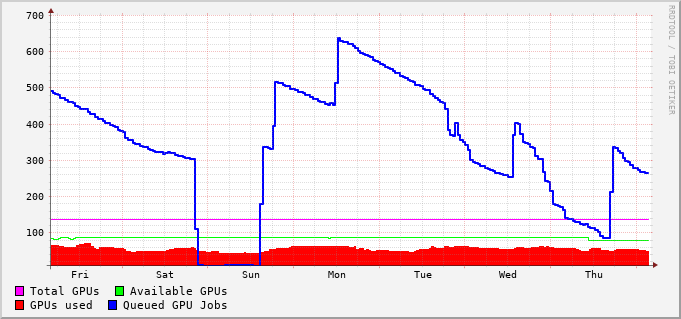 700
600
500
400
300
200
100
Fri Sat Sun Mon Tue Wed Thu
Total GPUs Available GPUs
GPUs used Queued GPU Jobs
RRDTOOL / TOBI OETIKER